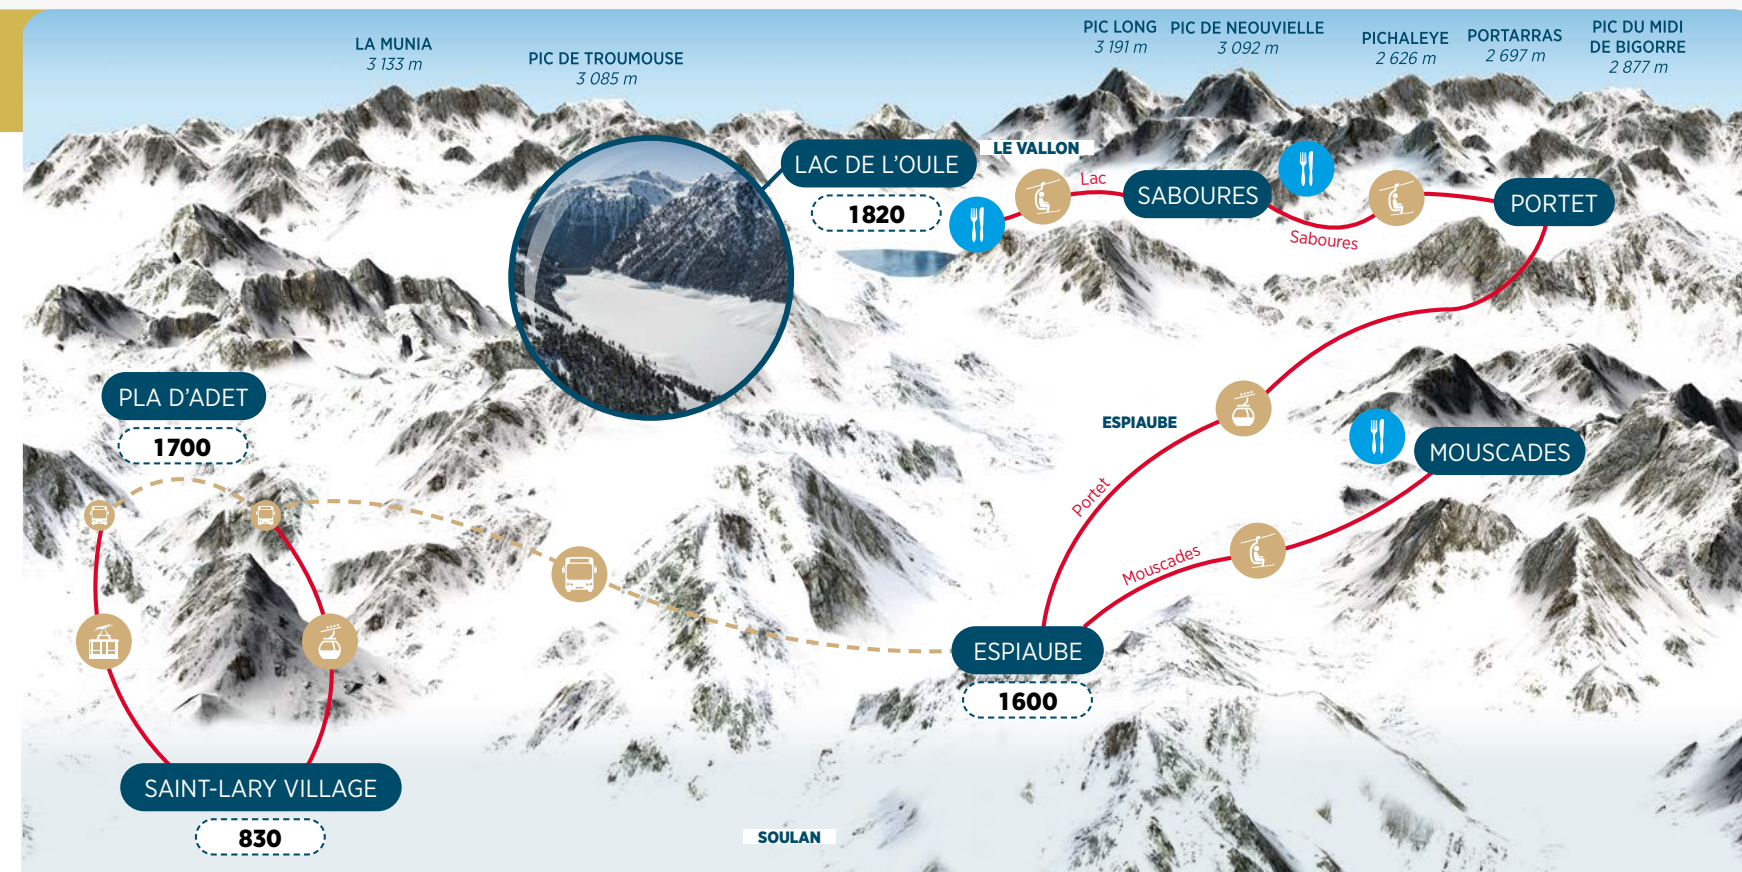 LA MUNIA
3 133 m
PIC DE TROUMOUSE
3 085 m
PIC LONG
3 191 m
PIC DE NEOUVIELLE
3 092 m
PICHALEYE
2 626 m
PORTARRAS
2 697 m
PIC DU MIDI
DE BIGORRE
2 877 m
LAC DE L'OULE
1820
LE VALLON
Lac
SABOURES
Saboures
PORTET
PLA D'ADET
1700
ESPIAUBE
MOUSCADES
Portet
Mouscades
ESPIAUBE
1600
SAINT-LARY VILLAGE
830
SOULAN